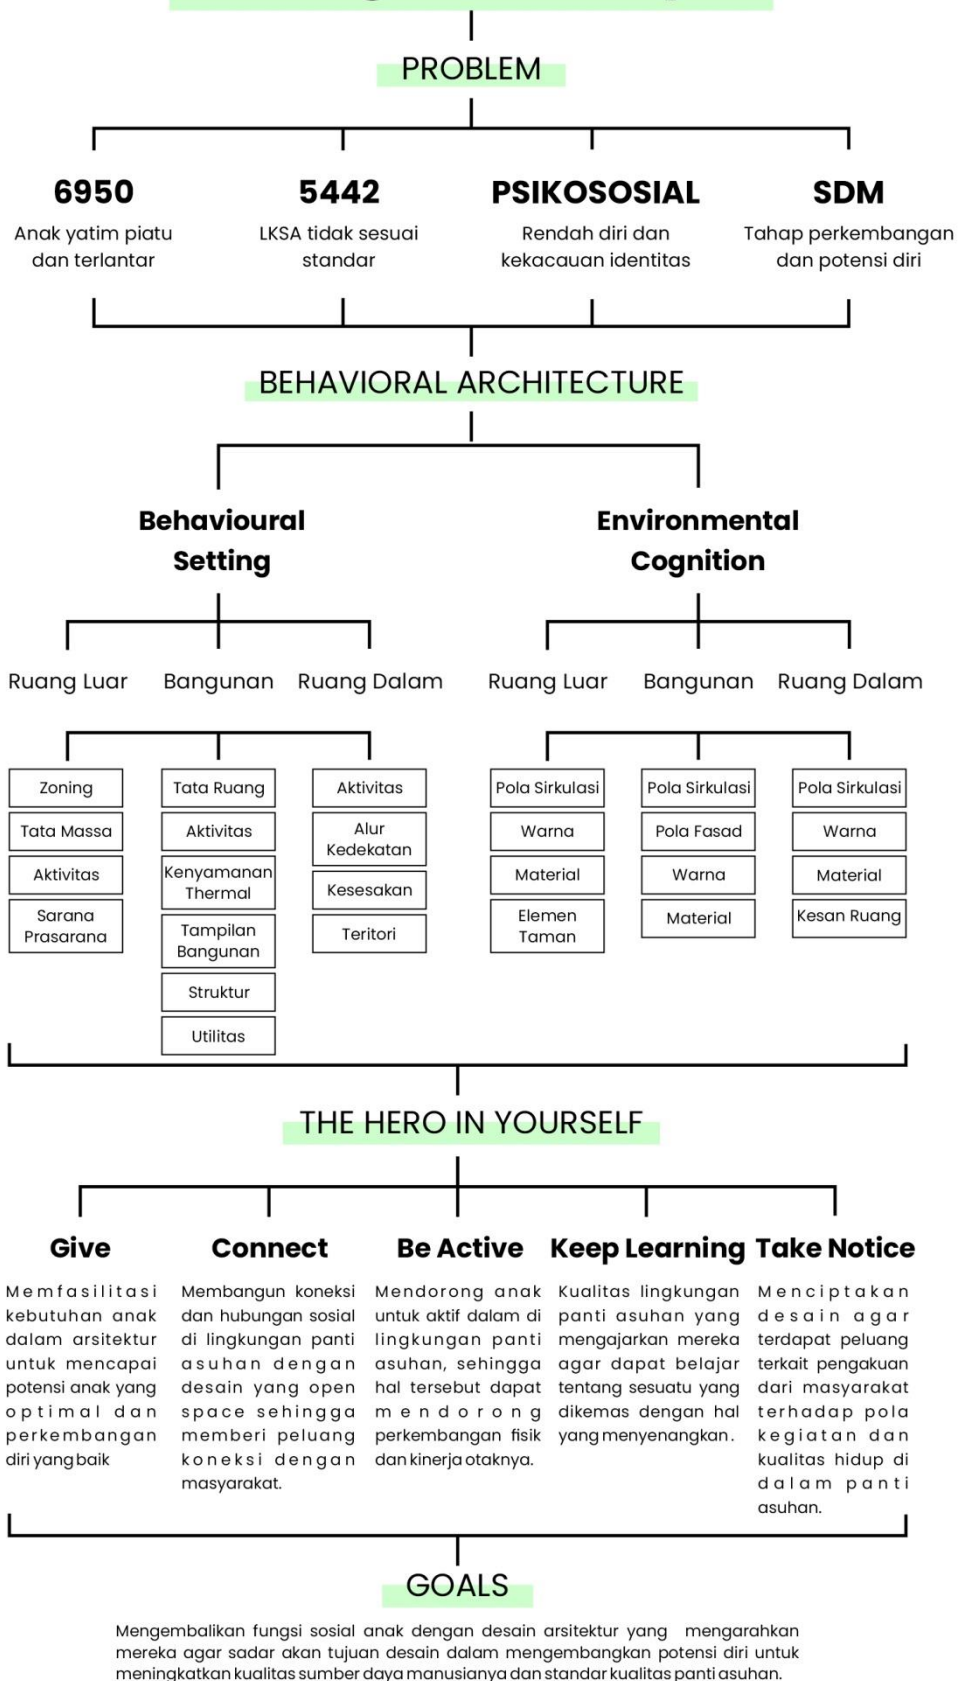 PROBLEM
6950
Anak yatim piatu
dan terlantar
5442
LKSA tidak sesuai
standar
PSIKOSOSIAL
Rendah diri dan
kekacauan identitas
SDM
Tahap perkembangan
dan potensi diri
BEHAVIORAL ARCHITECTURE
Behavioural
Setting
Ruang Luar
Bangunan
Ruang Dalam
Zoning
Tata Massa
Aktivitas
Sarana
Prasarana
Tata Ruang
Aktivitas
Kenyamanan
Thermal
Tampilan
Bangunan
Struktur
Utilitas
Aktivitas
Alur
Kedekatan
Kesesakan
Teritori
Environmental
Cognition
Ruang Luar
Bangunan
Ruang Dalam
Pola Sirkulasi
Warna
Material
Elemen
Taman
Pola Sirkulasi
Pola Fasad
Warna
Material
Pola Sirkulasi
Warna
Material
Kesan Ruang
THE HERO IN YOURSELF
Give
Memfasilitasi
kebutuhan anak
dalam arsitektur
untuk mencapai
potensi anak yang
optimal dan
perkembangan
diri yang baik
Connect
Membangun koneksi
dan hubungan sosial
di lingkungan panti
asuhan dengan
desain yang open
space sehingga
memberi peluang
koneksi dengan
masyarakat.
Be Active
Mendorong anak
untuk aktif dalam di
lingkungan panti
asuhan, sehingga
hal tersebut dapat
mendorong
perkembangan fisik
dan kinerja otaknya.
Keep Learning
Kualitas lingkungan
panti asuhan yang
mengajarkan mereka
agar dapat belajar
tentang sesuatu yang
dikemas dengan hal
yang menyenangkan.
Take Notice
Menciptakan
desain agar
terdapat peluang
terkait pengakuan
dari masyarakat
terhadap pola
kegiatan dan
kualitas hidup di
dalam panti
asuhan.
GOALS
Mengembalikan fungsi sosial anak dengan desain arsitektur yang mengarahkan
mereka agar sadar akan tujuan desain dalam mengembangkan potensi diri untuk
meningkatkan kualitas sumber daya manusianya dan standar kualitas panti asuhan.